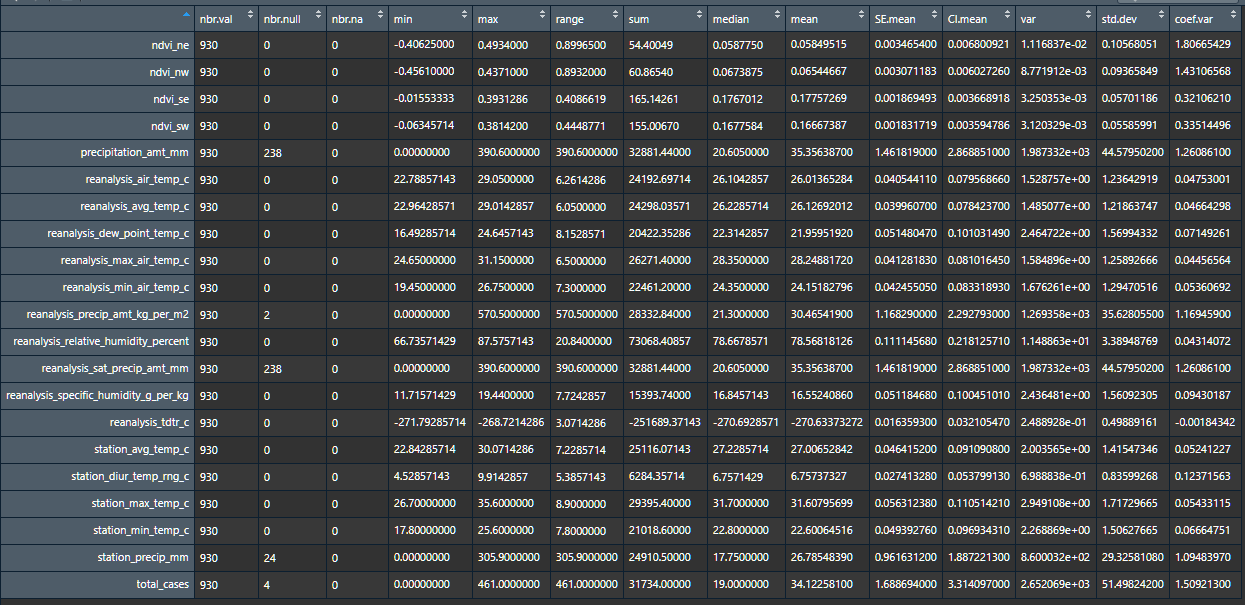 nbr.val nbr.null nbr.na min max range sum median mean SE.mean CI.mean var std.dev coef.var
ndvi_ne 930 0 0 -0.40625000 0.4934000 0.8996500 54.40049 0.0587750 0.05849515 0.003465400 0.006800921 1.116837e-02 0.10568051 1.80665429
ndvi_nw 930 0 0 -0.45610000 0.4371000 0.8932000 60.86540 0.0673875 0.06544667 0.003071183 0.006027260 8.771912e-03 0.09365849 1.43106568
ndvi_se 930 0 0 -0.01553333 0.3931286 0.4086619 165.14261 0.1767012 0.17757269 0.001869493 0.003668918 3.250353e-03 0.05701186 0.32106210
ndvi_sw 930 0 0 -0.06345714 0.3814200 0.4448771 155.00670 0.1677584 0.16667387 0.001831719 0.003594786 3.120329e-03 0.05585991 0.33514496
precipitation_amt_mm 930 238 0 0.00000000 390.6000000 390.6000000 32881.44000 20.6050000 35.35638700 1.461819000 2.868851000 1.987332e+03 44.57950200 1.26086100
reanalysis_air_temp_c 930 0 0 22.78857143 29.0500000 6.2614286 24192.69714 26.1042857 26.01365284 0.040544110 0.079568660 1.528757e+00 1.23642919 0.04753001
reanalysis_avg_temp_c 930 0 0 22.96428571 29.0142857 6.0500000 24298.03571 26.2285714 26.12692012 0.039960700 0.078423700 1.485077e+00 1.21863747 0.04664298
reanalysis_dew_point_temp_c 930 0 0 16.49285714 24.6457143 8.1528571 20422.35286 22.3142857 21.95951920 0.051480470 0.101031490 2.464722e+00 1.56994332 0.07149261
reanalysis_max_air_temp_c 930 0 0 24.65000000 31.1500000 6.5000000 26271.40000 28.3500000 28.24881720 0.041281830 0.081016450 1.584896e+00 1.25892666 0.04456564
reanalysis_min_air_temp_c 930 0 0 19.45000000 26.7500000 7.3000000 22461.20000 24.3500000 24.15182796 0.042455050 0.083318930 1.676261e+00 1.29470516 0.05360692
reanalysis_precip_amt_kg_per_m2 930 2 0 0.00000000 570.5000000 570.5000000 28332.84000 21.3000000 30.46541900 1.168290000 2.292793000 1.269358e+03 35.62805500 1.16945900
reanalysis_relative_humidity_percent 930 0 0 66.73571429 87.5757143 20.8400000 73068.40857 78.6678571 78.56818126 0.111145680 0.218125710 1.148863e+01 3.38948769 0.04314072
reanalysis_sat_precip_amt_mm 930 238 0 0.00000000 390.6000000 390.6000000 32881.44000 20.6050000 35.35638700 1.461819000 2.868851000 1.987332e+03 44.57950200 1.26086100
reanalysis_specific_humidity_g_per_kg 930 0 0 11.71571429 19.4400000 7.7242857 15393.74000 16.8457143 16.55240860 0.051184680 0.100451010 2.436481e+00 1.56092305 0.09430187
reanalysis_tdtr_c 930 0 0 -271.79285714 -268.7214286 3.0714286 -251689.37143 -270.6928571 -270.63373272 0.016359300 0.032105470 2.488928e-01 0.49889161 -0.00184342
station_avg_temp_c 930 0 0 22.84285714 30.0714286 7.2285714 25116.07143 27.2285714 27.00652842 0.046415200 0.091090800 2.003565e+00 1.41547346 0.05241227
station_diur_temp_rng_c 930 0 0 4.52857143 9.9142857 5.3857143 6284.35714 6.7571429 6.75737327 0.027413280 0.053799130 6.988838e-01 0.83599268 0.12371563
station_max_temp_c 930 0 0 26.70000000 35.6000000 8.9000000 29395.40000 31.7000000 31.60795699 0.056312380 0.110514210 2.949108e+00 1.71729665 0.05433115
station_min_temp_c 930 0 0 17.80000000 25.6000000 7.8000000 21018.60000 22.8000000 22.60064516 0.049392760 0.096934310 2.268869e+00 1.50627665 0.06664751
station_precip_mm 930 24 0 0.00000000 305.9000000 305.9000000 24910.50000 17.7500000 26.78548390 0.961631200 1.887221300 8.600032e+02 29.32581080 1.09483970
total_cases 930 4 0 0.00000000 461.0000000 461.0000000 31734.00000 19.0000000 34.12258100 1.688694000 3.314097000 2.652069e+03 51.49824200 1.50921300